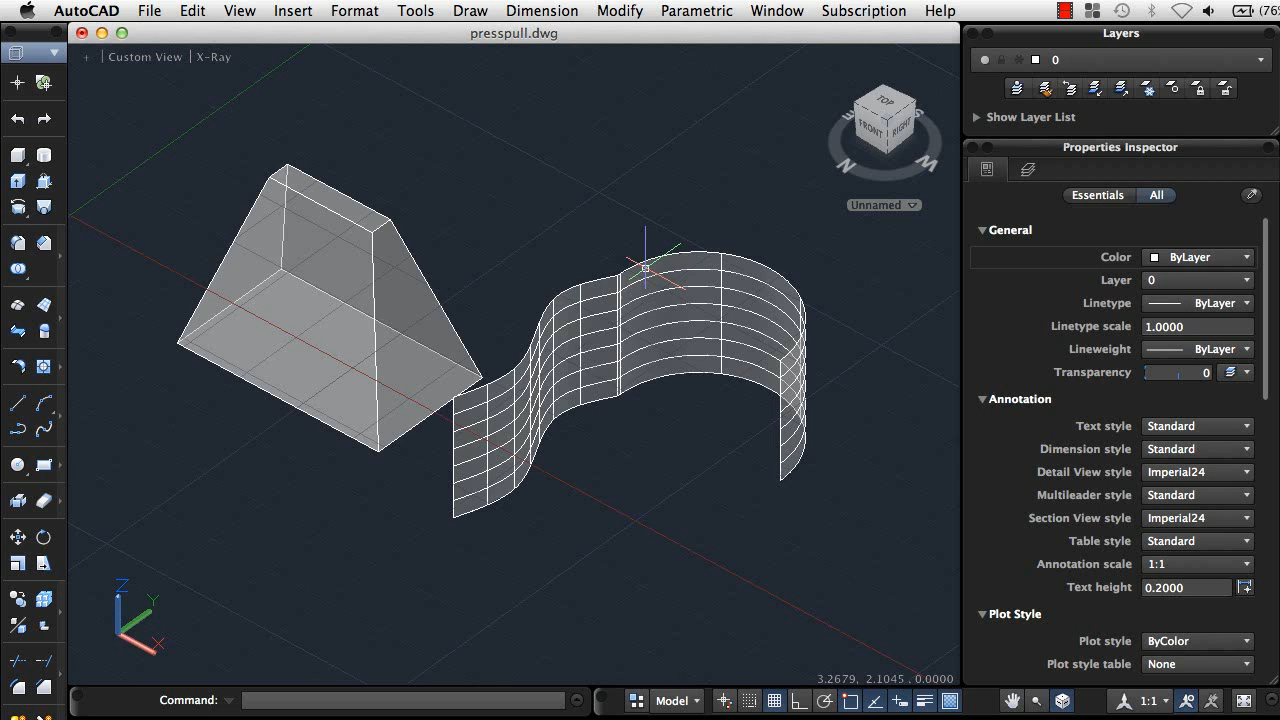 AutoCAD File Edit View Insert Format Tools Draw Dimension Modify Parametric Window Subscription Help (76
presspull.dwg
+ Custom View X-Ray
TOP
FRONT RIGHT
N
Unnamed
Z
Y
X
3.2679, 2.1045 . 0.0000
Command:
Model
1:1
Layers
0
Show Layer List
Properties Inspector
Essentials All
General
Color ByLayer
Layer 0
Linetype ByLayer
Linetype scale 1.0000
Lineweight ByLayer
Transparency 0
Annotation
Text style Standard
Dimension style Standard
Detail View style Imperial24
Multileader style Standard
Section View style Imperial24
Table style Standard
Annotation scale 1:1
Text height 0.2000
Plot Style
Plot style ByColor
Plot style table None